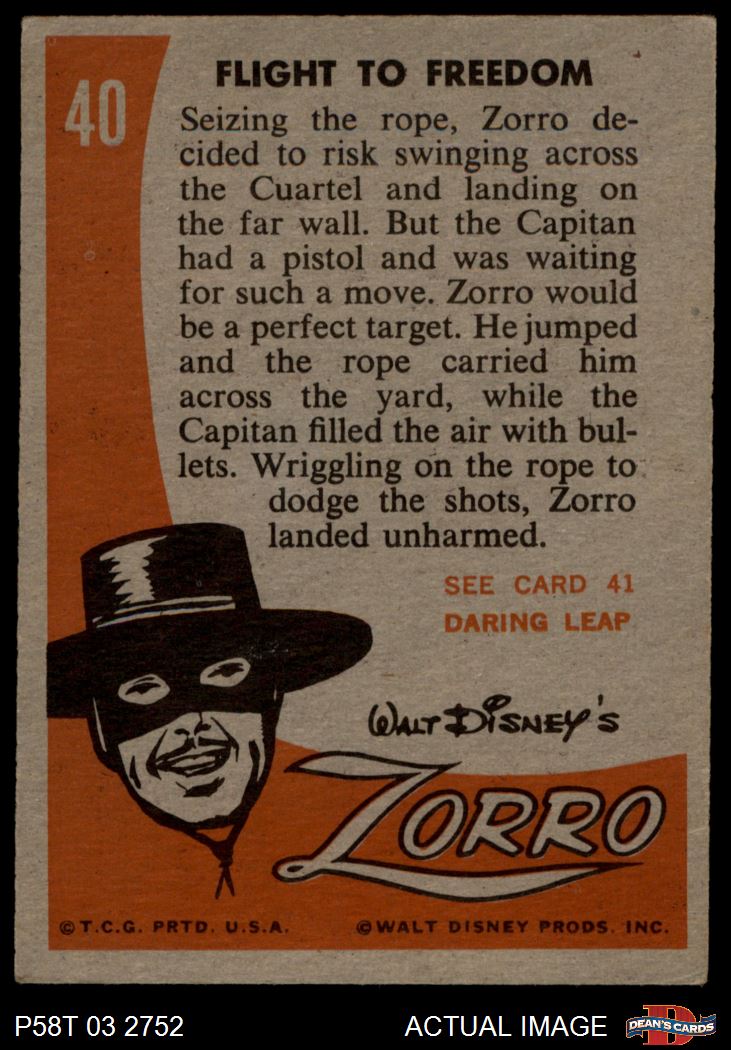 40
FLIGHT TO FREEDOM
Seizing the rope, Zorro de-
cided to risk swinging across
the Cuartel and landing on
the far wall. But the Capitan
had a pistol and was waiting
for such a move. Zorro would
be a perfect target. He jumped
and the rope carried him
across the yard, while the
Capitan filled the air with bul-
lets. Wriggling on the rope to
dodge the shots, Zorro
landed unharmed.
SEE CARD 41
DARING LEAP
WALT DISNEY'S
ZORRO
©T.C.G. PRTD. U.S.A. ©WALT DISNEY PRODS. INC.
P58T 03 2752 ACTUAL IMAGE DEAN'S CARDS